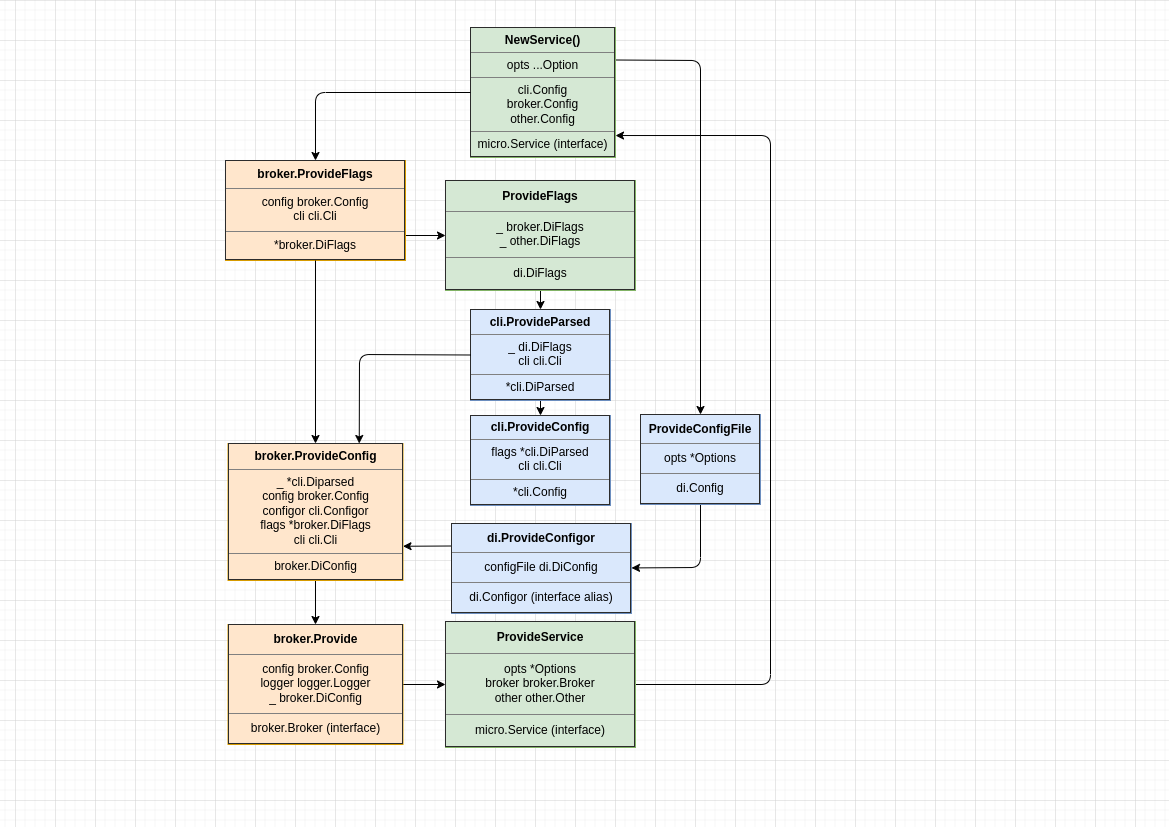 NewService()
opts ...Option
cli.Config
broker.Config
other.Config
micro.Service (interface)
broker.ProvideFlags
config broker.Config
cli cli.Cli
*broker.DiFlags
ProvideFlags
_ broker.DiFlags
_ other.DiFlags
di.DiFlags
cli.ProvideParsed
_ di.DiFlags
cli cli.Cli
*cli.DiParsed
cli.ProvideConfig
flags *cli.DiParsed
cli cli.Cli
*cli.Config
ProvideConfigFile
opts *Options
di.Config
broker.ProvideConfig
_ *cli.Diparsed
config broker.Config
configor cli.Configor
flags *broker.DiFlags
cli cli.Cli
broker.DiConfig
di.ProvideConfigor
configFile di.DiConfig
di.Configor (interface alias)
broker.Provide
config broker.Config
logger logger.Logger
_ broker.DiConfig
broker.Broker (interface)
ProvideService
opts *Options
broker broker.Broker
other other.Other
micro.Service (interface)